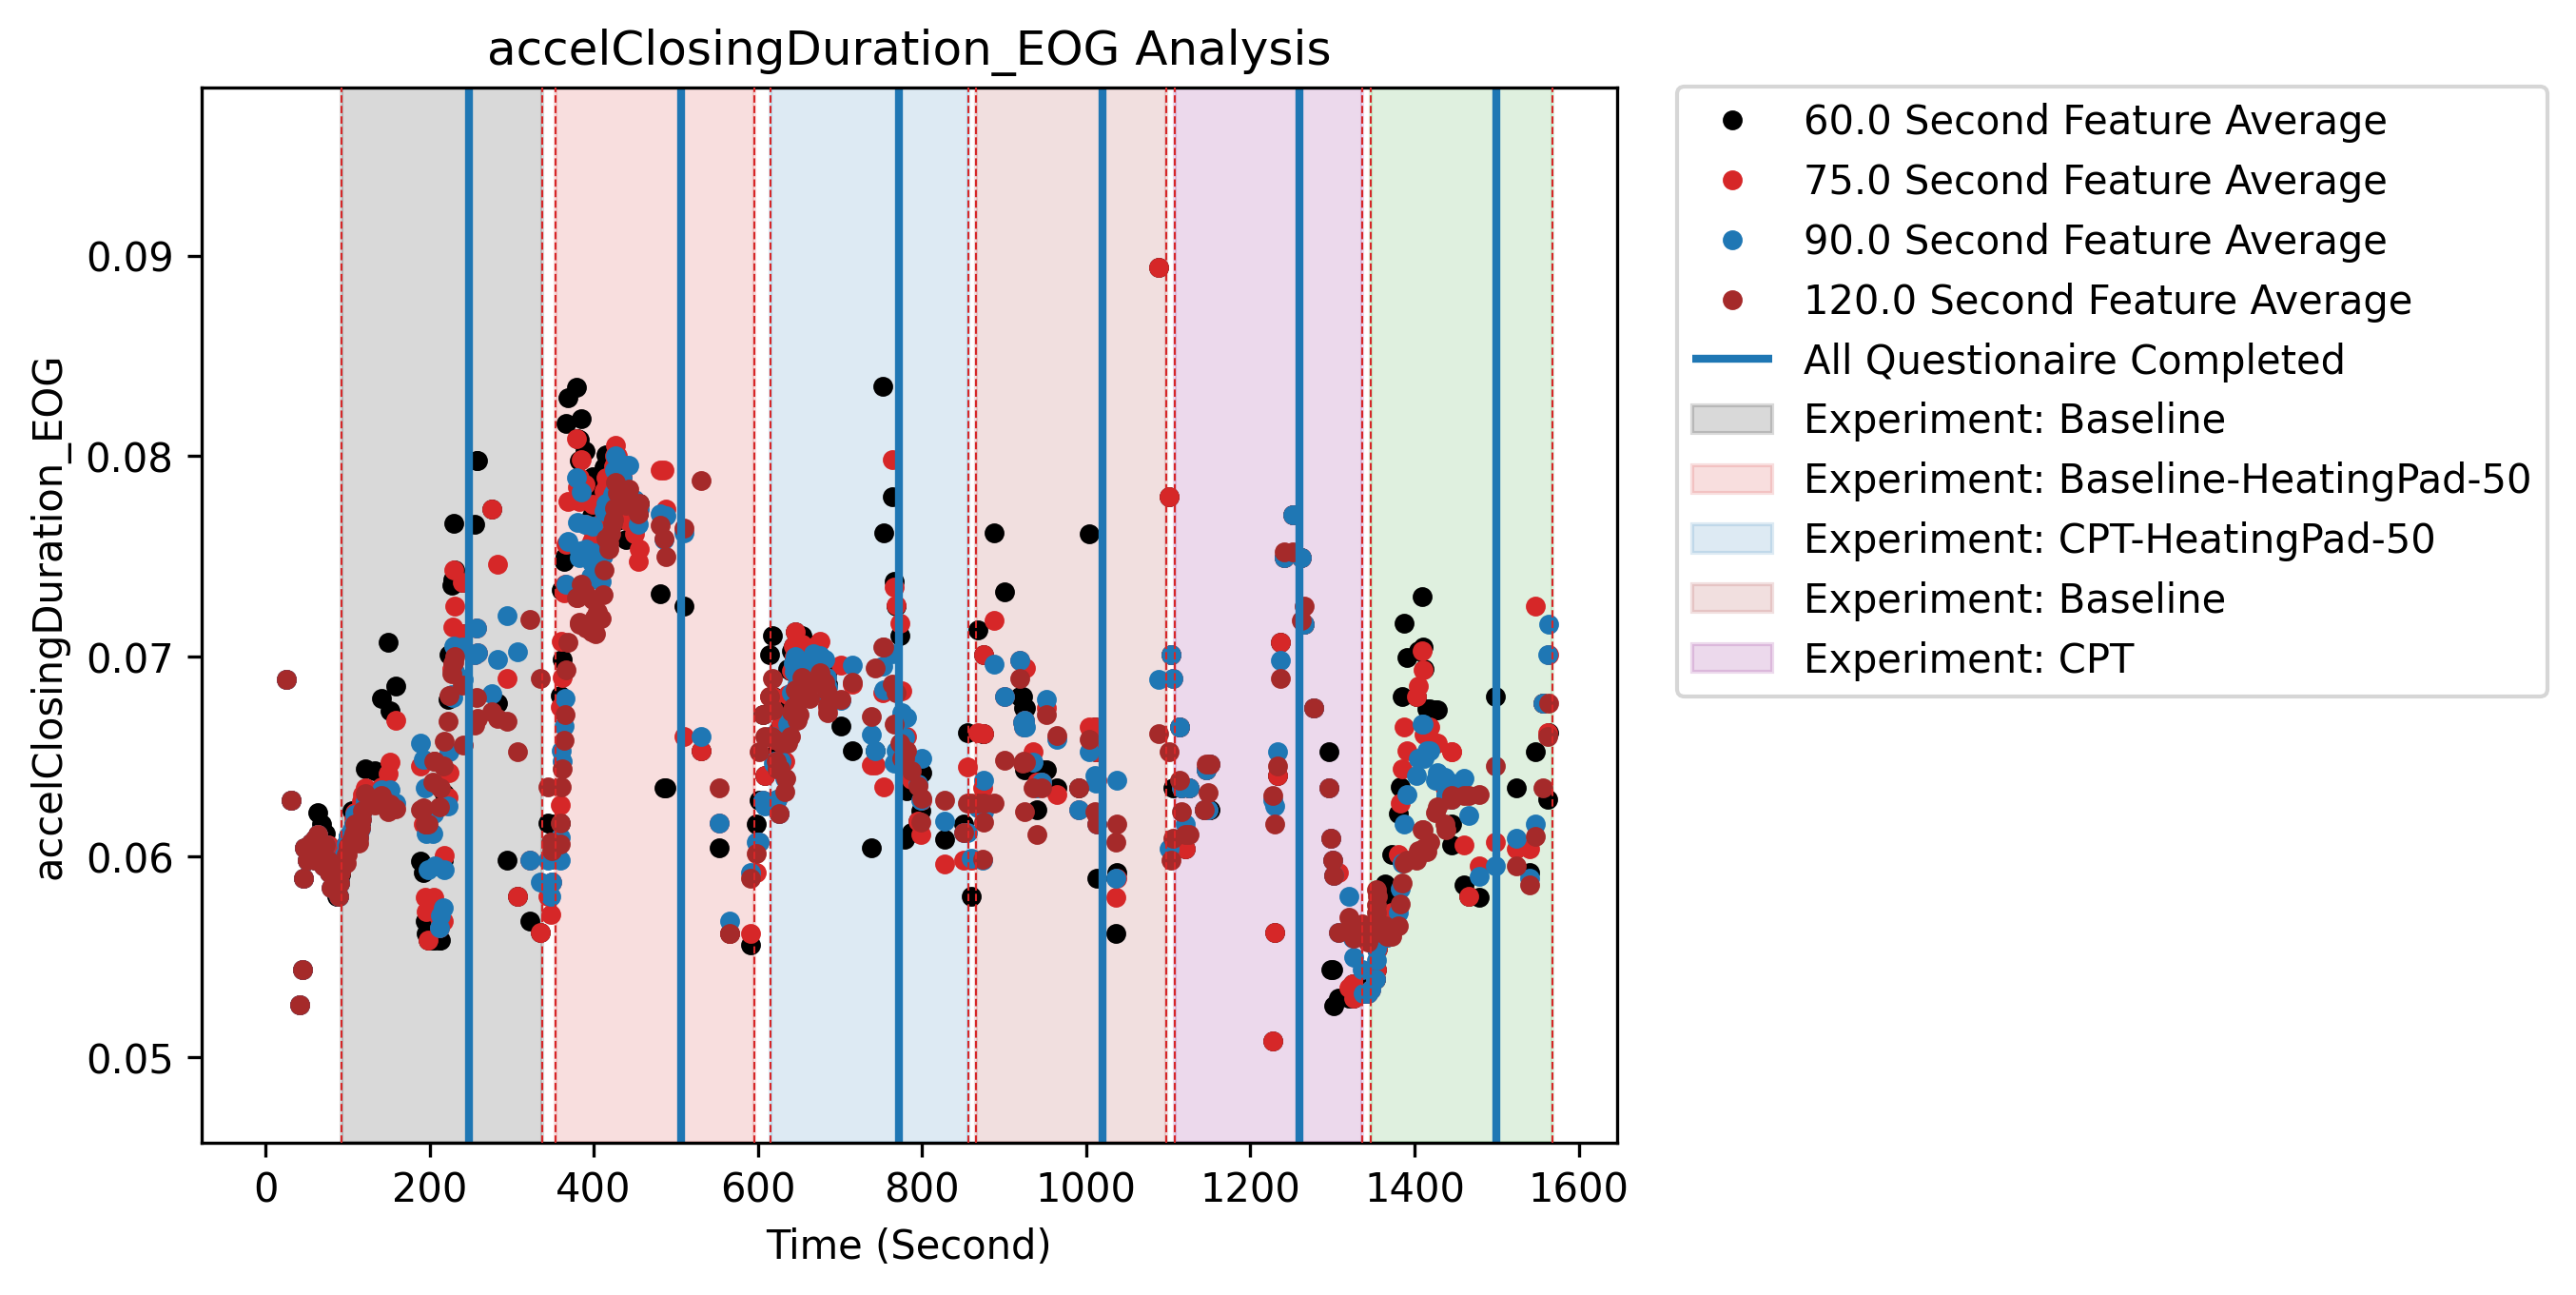 accelClosingDuration_EOG Analysis
accelClosingDuration_EOG
0.09
0.08
0.07
0.06
0.05
0 200 400 600 800 1000 1200 1400 1600
Time (Second)
60.0 Second Feature Average
75.0 Second Feature Average
90.0 Second Feature Average
120.0 Second Feature Average
All Questionaire Completed
Experiment: Baseline
Experiment: Baseline-HeatingPad-50
Experiment: CPT-HeatingPad-50
Experiment: Baseline
Experiment: CPT